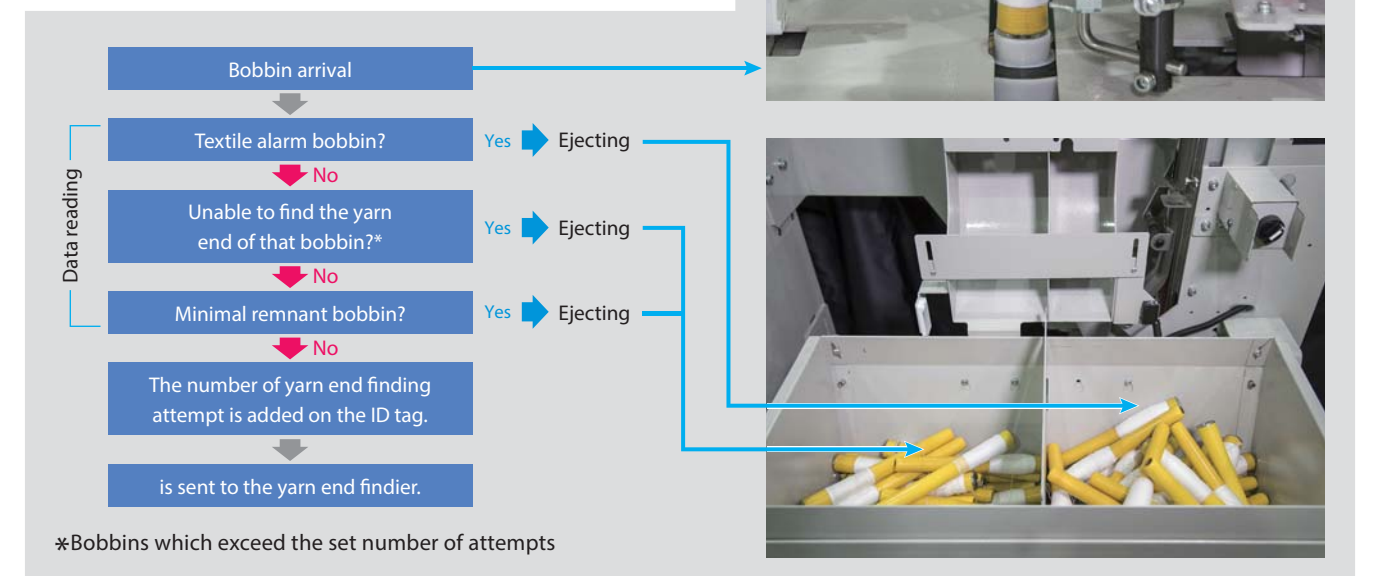 Bobbin arrival
Data reading
Textile alarm bobbin?
Yes
Ejecting
No
Unable to find the yarn
end of that bobbin?*
Yes
Ejecting
No
Minimal remnant bobbin?
Yes
Ejecting
No
The number of yarn end finding
attempt is added on the ID tag.
is sent to the yarn end findier.
*Bobbins which exceed the set number of attempts